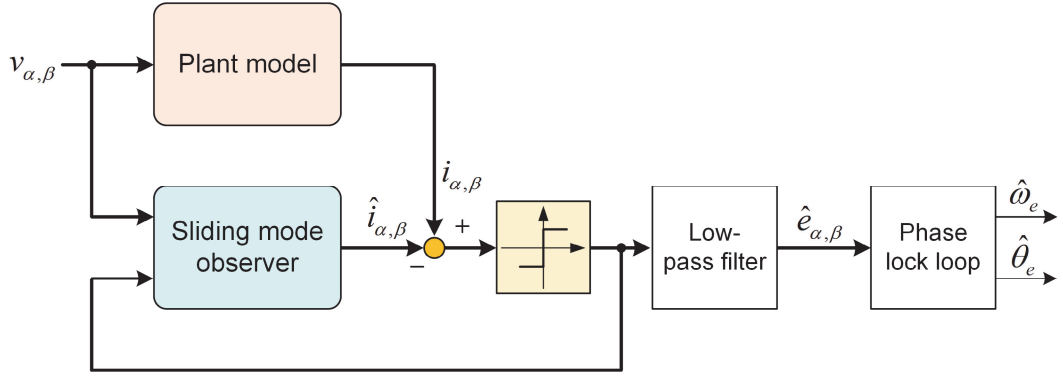 v_{α,β}
Plant model
i_{α,β}
Sliding mode
observer
î_{α,β}
+
−
Low-
pass filter
ê_{α,β}
Phase
lock loop
ω̂_e
θ̂_e